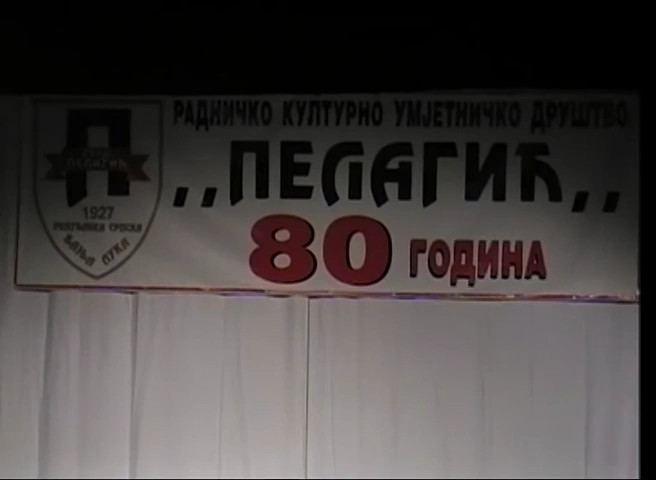 РАДНИЧКО КУЛТУРНО УМЈЕТНИЧКО ДРУШТВО
,,ПЕЛАГИЋ,,
80 ГОДИНА
П
ПЕЛАГИЋ
1927
РЕПУБЛИКА СРПСКА
БАЊА ЛУКА